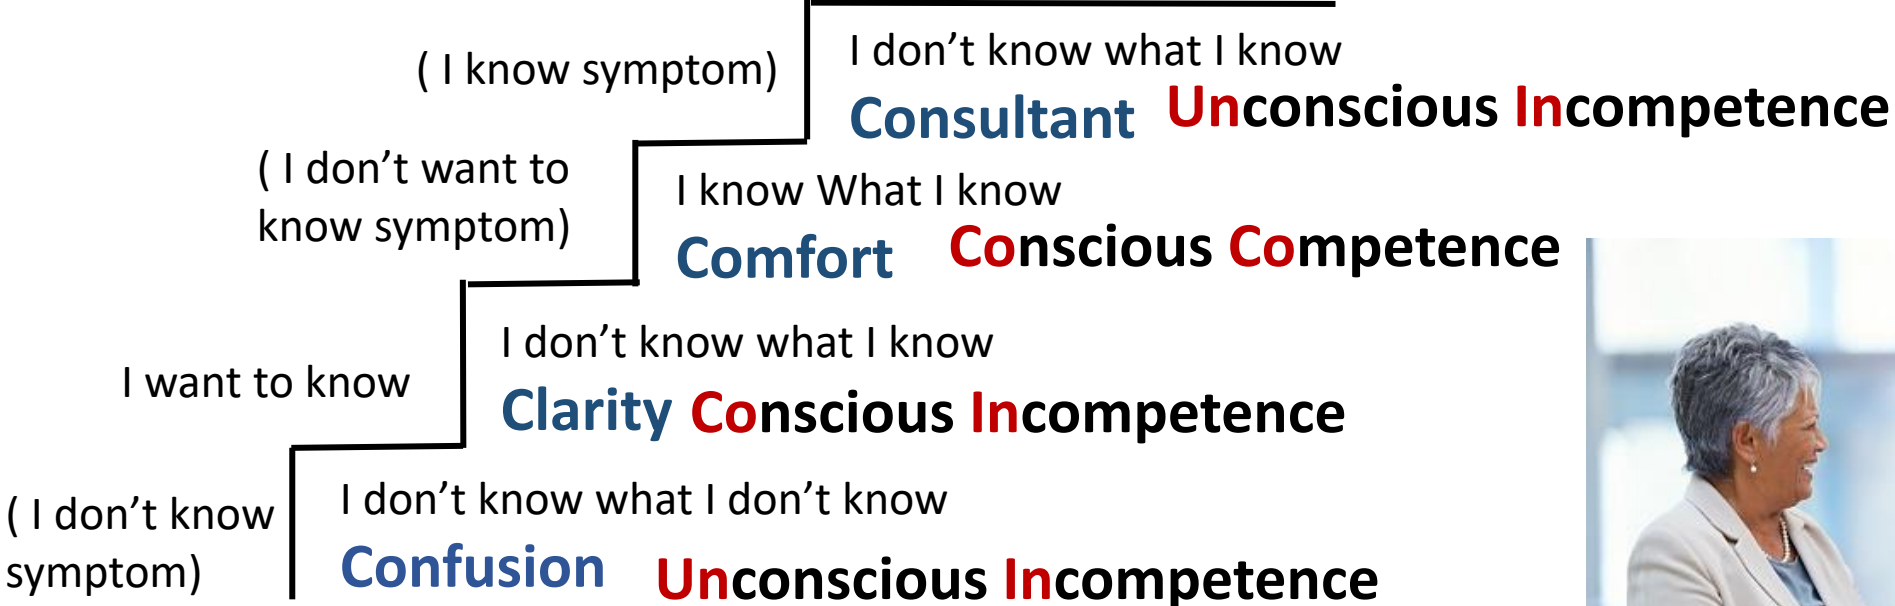 ( I know symptom)
I don't know what I know
Consultant Unconscious Incompetence
( I don't want to
know symptom)
I know What I know
Comfort Conscious Competence
I want to know
I don't know what I know
Clarity Conscious Incompetence
( I don't know
symptom)
I don't know what I don't know
Confusion Unconscious Incompetence